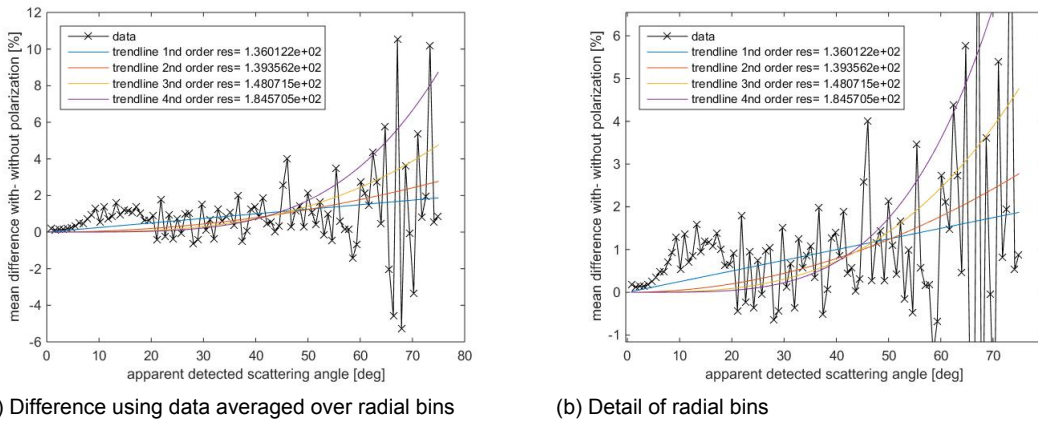 mean difference with- without polarization [%]
12
10
8
6
4
2
0
-2
-4
-6
data
trendline 1nd order res= 1.360122e+02
trendline 2nd order res= 1.393562e+02
trendline 3nd order res= 1.480715e+02
trendline 4nd order res= 1.845705e+02
0 10 20 30 40 50 60 70 80
apparent detected scattering angle [deg]
) Difference using data averaged over radial bins
mean difference with- without polarization [%]
6
5
4
3
2
1
0
-1
data
trendline 1nd order res= 1.360122e+02
trendline 2nd order res= 1.393562e+02
trendline 3nd order res= 1.480715e+02
trendline 4nd order res= 1.845705e+02
0 10 20 30 40 50 60 70
apparent detected scattering angle [deg]
(b) Detail of radial bins